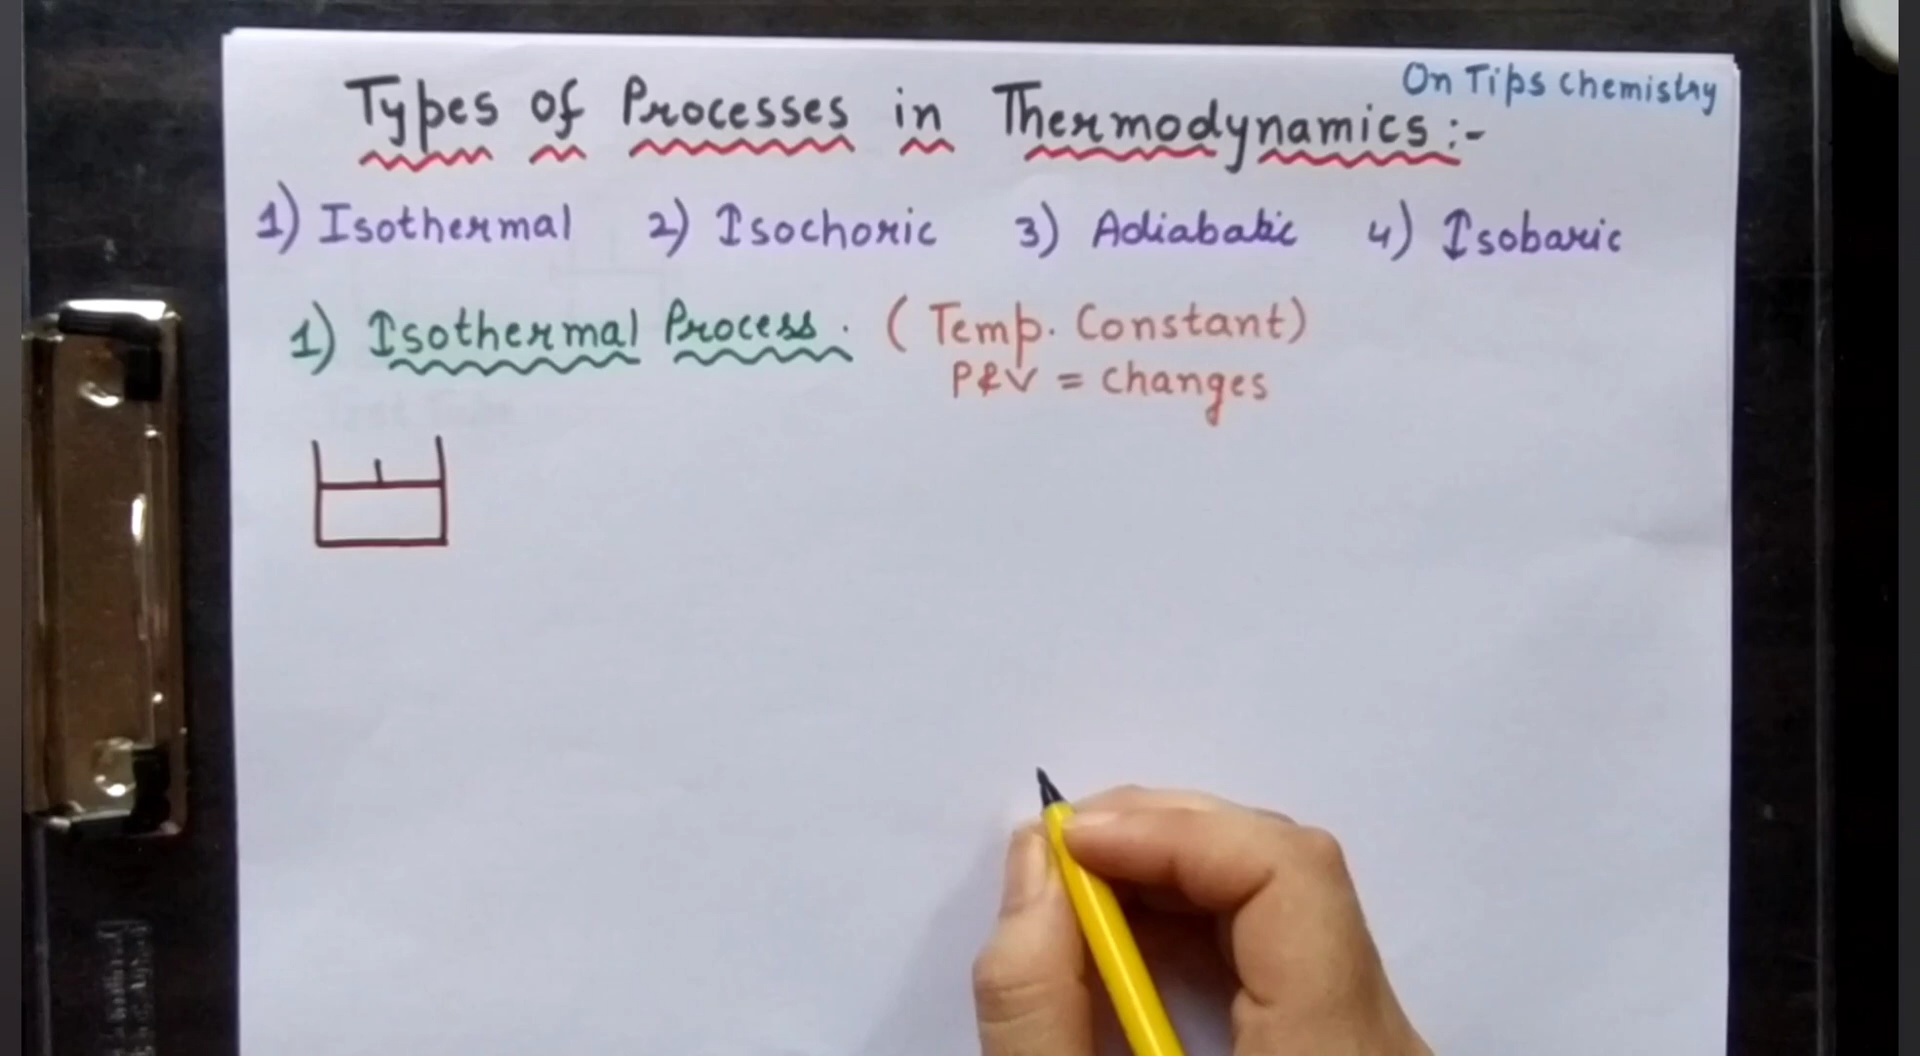 On Tips chemistry
Types of Processes in Thermodynamics:-
1) Isothermal 2) Isochoric 3) Adiabatic 4) Isobaric
1) Isothermal Process. (Temp. Constant)
P&V = Changes